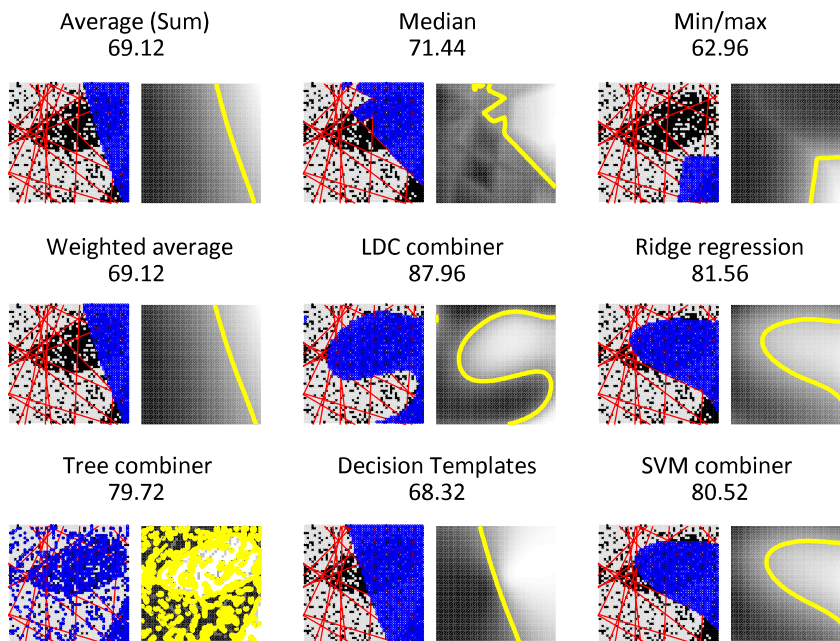 Average (Sum)
69.12
Median
71.44
Min/max
62.96
Weighted average
69.12
LDC combiner
87.96
Ridge regression
81.56
Tree combiner
79.72
Decision Templates
68.32
SVM combiner
80.52